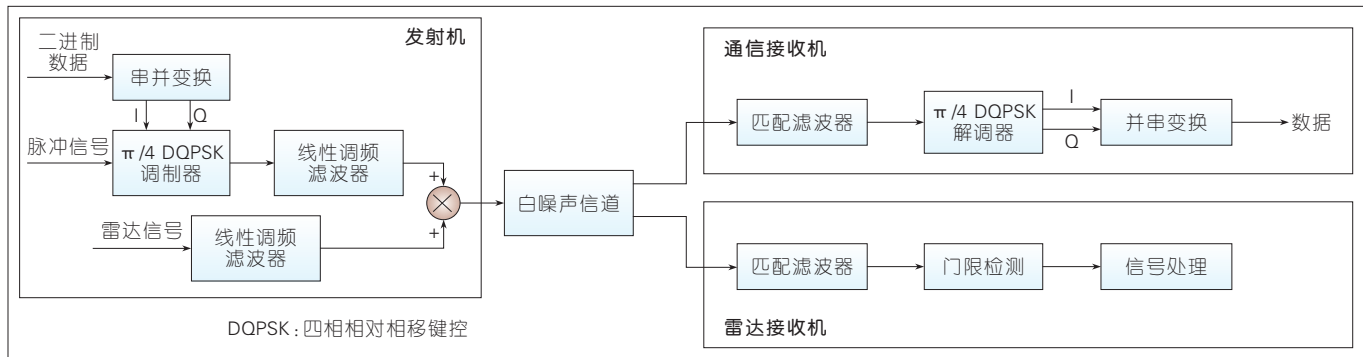 发射机
二进制
数据
串并变换
I
Q
脉冲信号
π/4 DQPSK
调制器
线性调频
滤波器
+
+
雷达信号
线性调频
滤波器
白噪声信道
通信接收机
匹配滤波器
π/4 DQPSK
解调器
I
Q
并串变换
数据
匹配滤波器
门限检测
信号处理
雷达接收机
DQPSK:四相相对相移键控